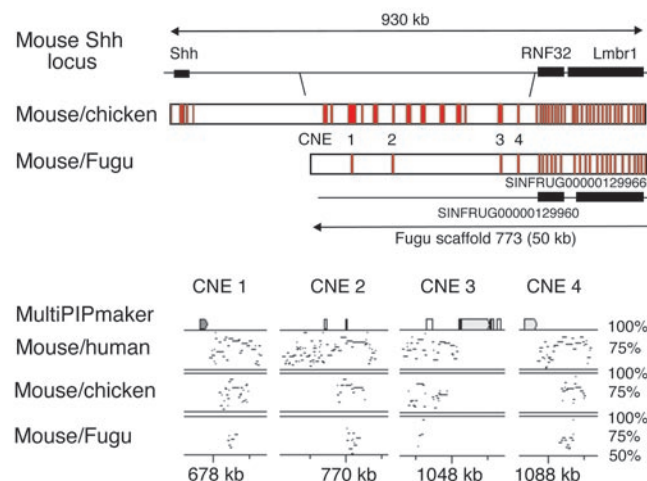 930 kb
Mouse Shh locus
Shh
RNF32 Lmbr1
Mouse/chicken
CNE 1 2 3 4
Mouse/Fugu
SINFRUG00000129966
SINFRUG00000129960
Fugu scaffold 773 (50 kb)
CNE 1 CNE 2 CNE 3 CNE 4
MultiPIPmaker
100%
Mouse/human
75%
100%
Mouse/chicken
75%
100%
Mouse/Fugu
75%
50%
678 kb 770 kb 1048 kb 1088 kb